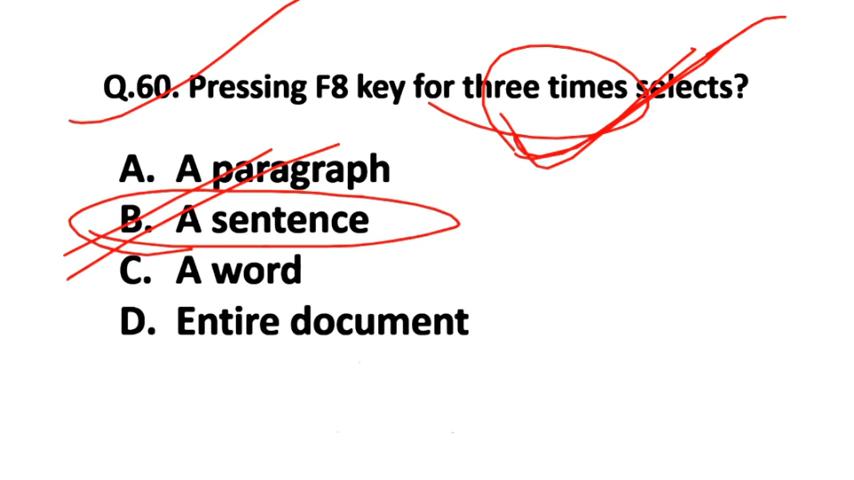 Q.60. Pressing F8 key for three times selects?
A. A paragraph
B. A sentence
C. A word
D. Entire document